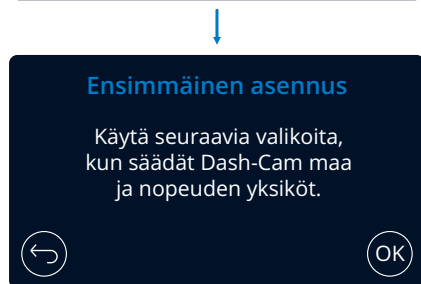 Ensimmäinen asennus
Käytä seuraavia valikoita,
kun säädät Dash-Cam maa
ja nopeuden yksiköt.
OK